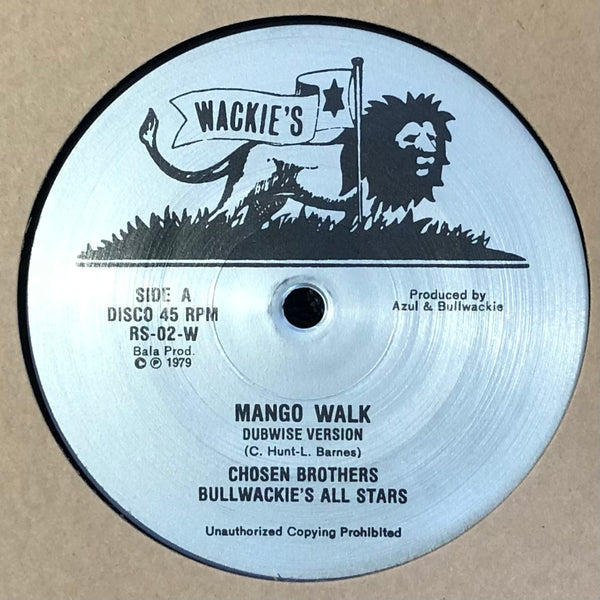 WACKIE'S
SIDE A
DISCO 45 RPM
RS-02-W
Bala Prod.
© ℗ 1979
Produced by
Azul & Bullwackie
MANGO WALK
DUBWISE VERSION
(C. Hunt-L. Barnes)
CHOSEN BROTHERS
BULLWACKIE'S ALL STARS
Unauthorized Copying Prohibited